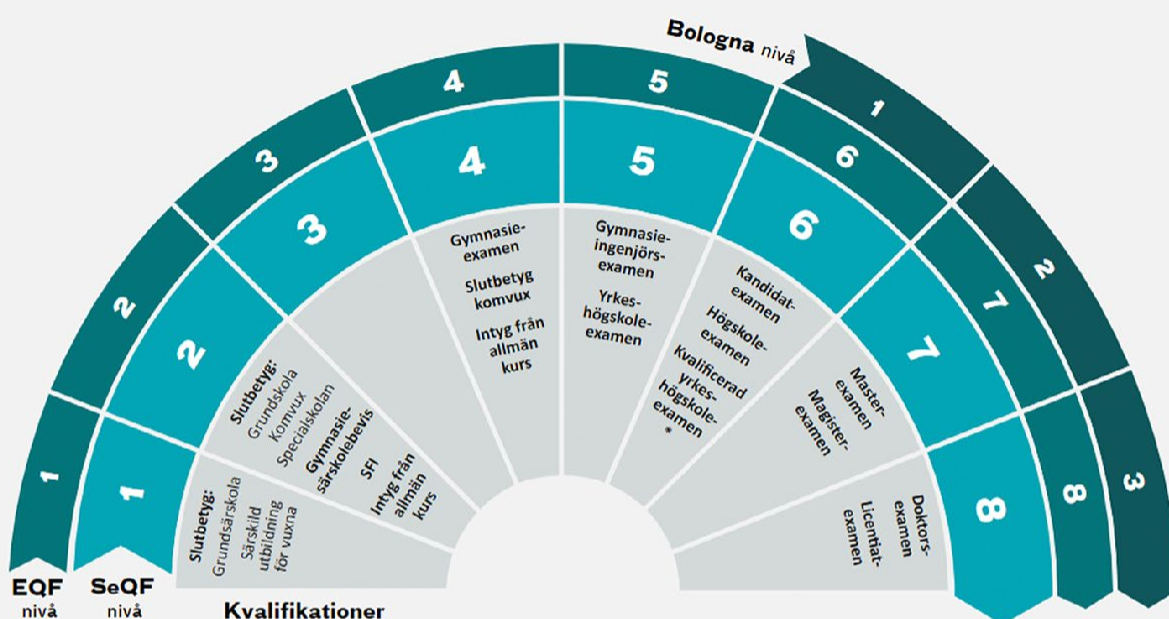 Bologna nivå
1
2
3
1
2
3
4
5
6
7
8
1
2
3
4
5
6
7
8
Slutbetyg:
Grundsärskola
Särskild
utbildning
för vuxna
Slutbetyg:
Grundskola
Komvux
Specialskolan
Gymnasie-
särskolebevis
SFI
Intyg från
allmän
kurs
Gymnasie-
examen
Slutbetyg
komvux
Intyg från
allmän
kurs
Gymnasie-
ingenjörs-
examen
Yrkes-
högskole-
examen
Kandidat-
examen
Högskole-
examen
Kvalificerad
yrkes-
högskole-
examen
*
Master-
examen
Magister-
examen
Doktors-
examen
Licentiat-
examen
EQF
nivå
SeQF
nivå
Kvalifikationer